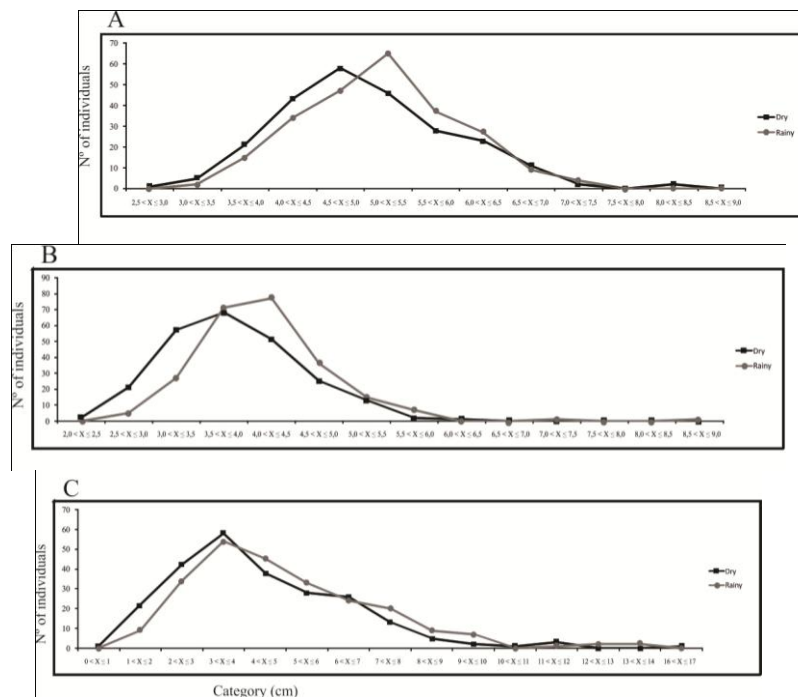 A
Nº of individuals
70
60
50
40
30
20
10
0
2,5 < X ≤ 3,0 3,0 < X ≤ 3,5 3,5 < X ≤ 4,0 4,0 < X ≤ 4,5 4,5 < X ≤ 5,0 5,0 < X ≤ 5,5 5,5 < X ≤ 6,0 6,0 < X ≤ 6,5 6,5 < X ≤ 7,0 7,0 < X ≤ 7,5 7,5 < X ≤ 8,0 8,0 < X ≤ 8,5 8,5 < X ≤ 9,0
Dry
Rainy
B
Nº of individuals
90
80
70
60
50
40
30
20
10
0
2,0 < X ≤ 2,5 2,5 < X ≤ 3,0 3,0 < X ≤ 3,5 3,5 < X ≤ 4,0 4,0 < X ≤ 4,5 4,5 < X ≤ 5,0 5,0 < X ≤ 5,5 5,5 < X ≤ 6,0 6,0 < X ≤ 6,5 6,5 < X ≤ 7,0 7,0 < X ≤ 7,5 7,5 < X ≤ 8,0 8,0 < X ≤ 8,5 8,5 < X ≤ 9,0
Dry
Rainy
C
Nº of individuals
70
60
50
40
30
20
10
0
0 < X ≤ 1 1 < X ≤ 2 2 < X ≤ 3 3 < X ≤ 4 4 < X ≤ 5 5 < X ≤ 6 6 < X ≤ 7 7 < X ≤ 8 8 < X ≤ 9 9 < X ≤ 10 10 < X ≤ 11 11 < X ≤ 12 12 < X ≤ 13 13 < X ≤ 14 16 < X ≤ 17
Dry
Rainy
Category (cm)